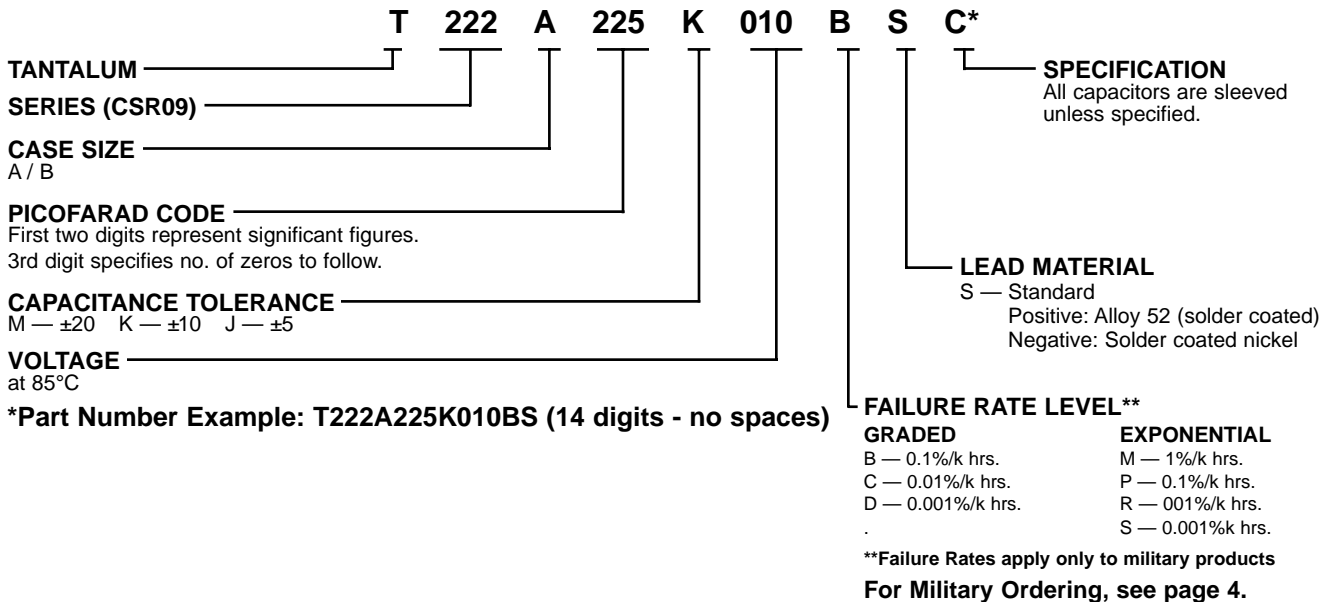 T 222 A 225 K 010 B S C*
TANTALUM
SERIES (CSR09)
CASE SIZE
A / B
PICOFARAD CODE
First two digits represent significant figures.
3rd digit specifies no. of zeros to follow.
CAPACITANCE TOLERANCE
M — ±20 K — ±10 J — ±5
VOLTAGE
at 85°C
*Part Number Example: T222A225K010BS (14 digits - no spaces)
SPECIFICATION
All capacitors are sleeved
unless specified.
LEAD MATERIAL
S — Standard
Positive: Alloy 52 (solder coated)
Negative: Solder coated nickel
FAILURE RATE LEVEL**
GRADED EXPONENTIAL
B — 0.1%/k hrs. M — 1%/k hrs.
C — 0.01%/k hrs. P — 0.1%/k hrs.
D — 0.001%/k hrs. R — 001%/k hrs.
. S — 0.001%k hrs.
**Failure Rates apply only to military products
For Military Ordering, see page 4.